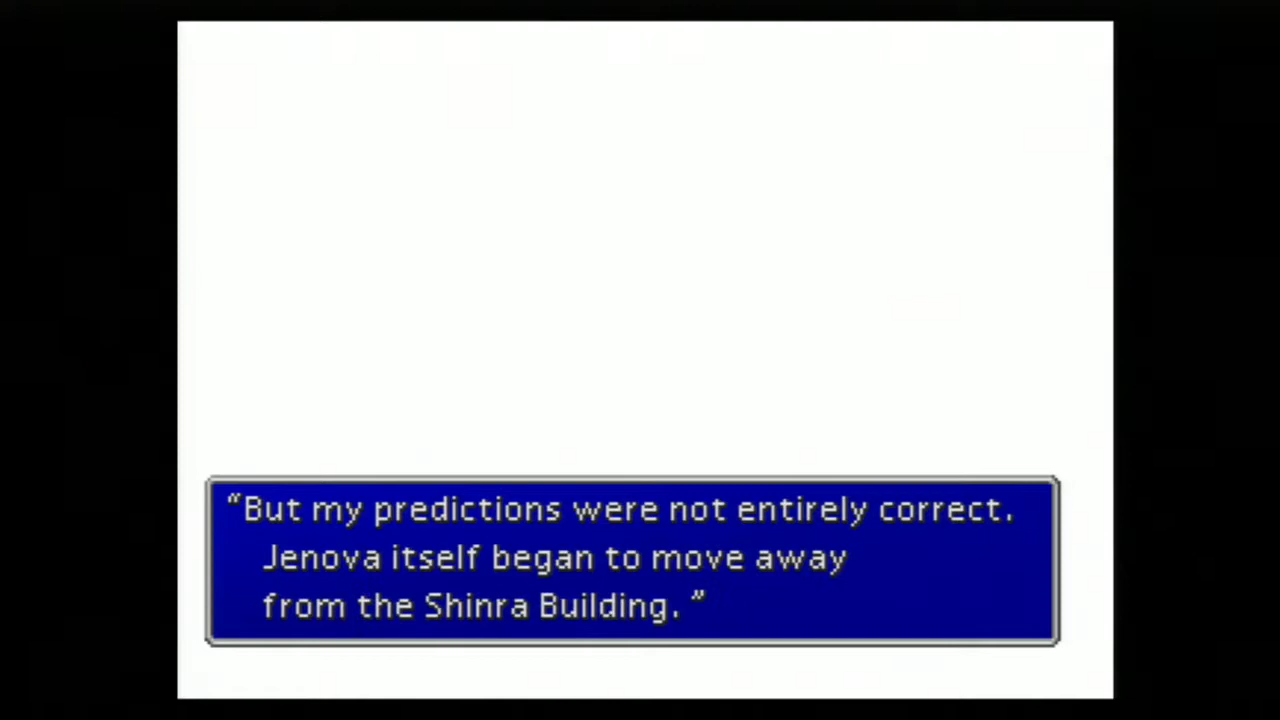 “But my predictions were not entirely correct.
Jenova itself began to move away
from the Shinra Building. ”